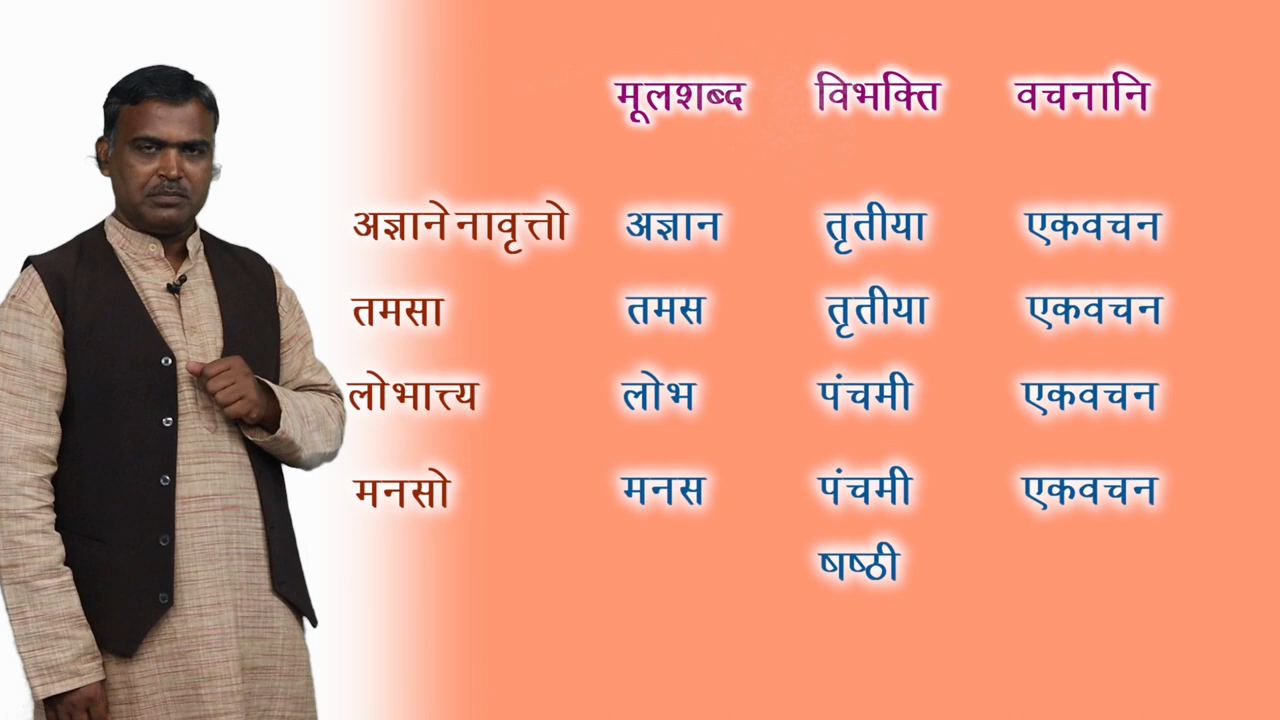 मूलशब्द विभक्ति वचनानि
अज्ञानेनावृत्तो अज्ञान तृतीया एकवचन
तमसा तमस तृतीया एकवचन
लोभात्त्य लोभ पंचमी एकवचन
मनसो मनस पंचमी एकवचन
षष्ठी